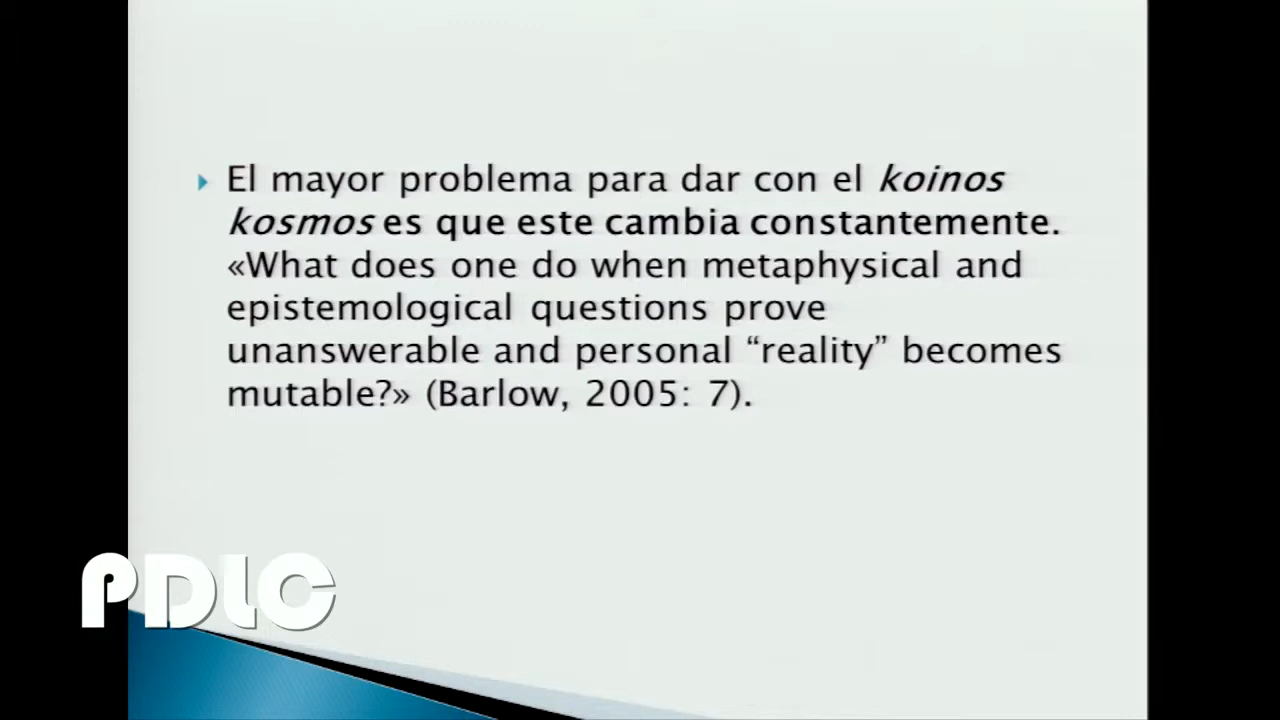 El mayor problema para dar con el koinos
kosmos es que este cambia constantemente.
«What does one do when metaphysical and
epistemological questions prove
unanswerable and personal “reality” becomes
mutable?» (Barlow, 2005: 7).
PDLC